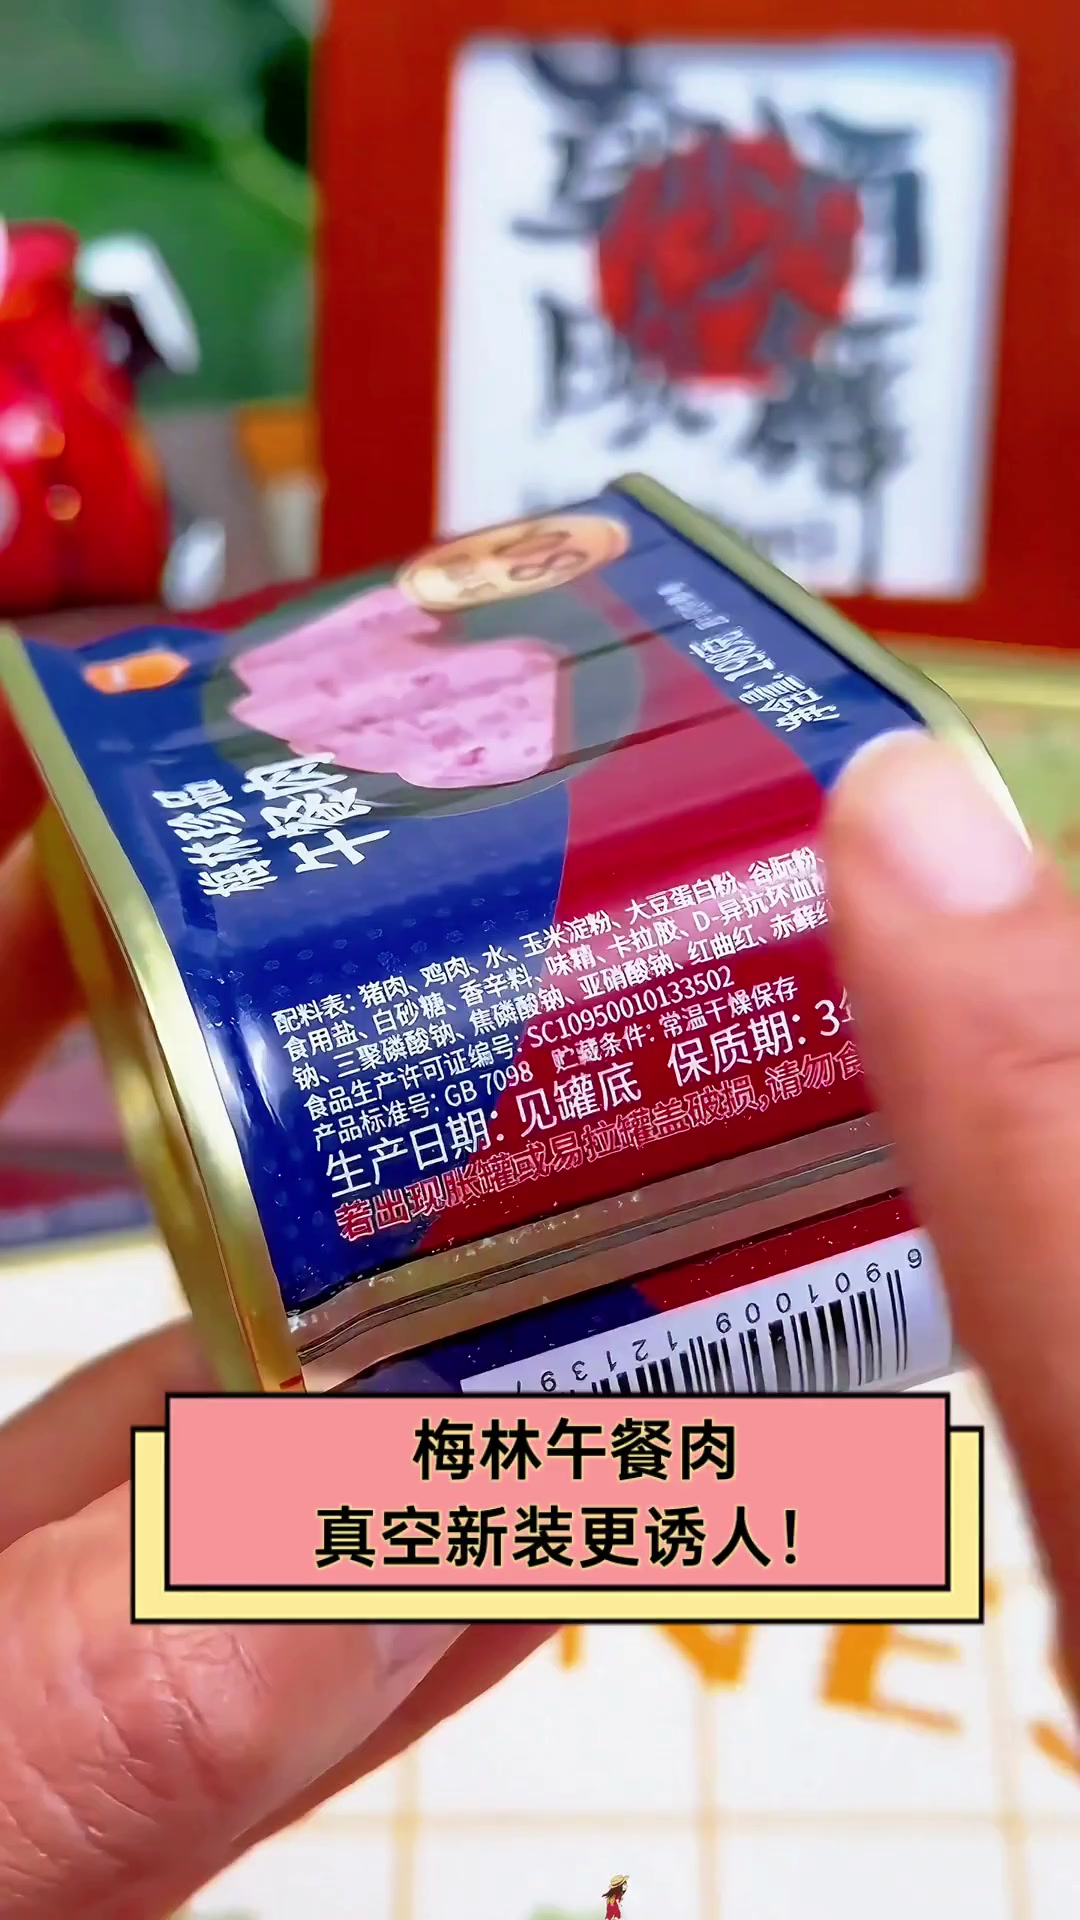 梅林珍品
午餐肉
净含量:198克
配料表: 猪肉、鸡肉、水、玉米淀粉、大豆蛋白粉、谷朊粉、
食用盐、白砂糖、香辛料、味精、卡拉胶、D-异抗坏血
钠、三聚磷酸钠、焦磷酸钠、亚硝酸钠、红曲红、赤藓红
食品生产许可证编号: SC10950010133502
产品标准号: GB 7098 贮藏条件: 常温干燥保存
生产日期: 见罐底 保质期: 3
若出现胀罐或易拉罐盖破损,请勿食
6901009121397
梅林午餐肉
真空新装更诱人!